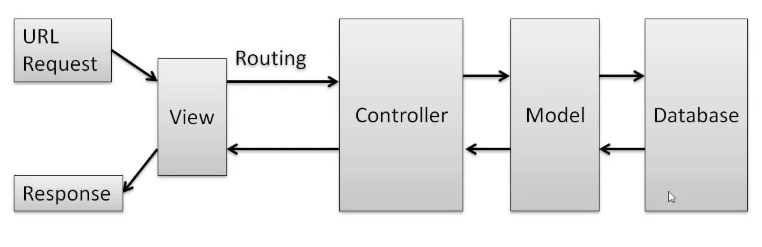 URL
Request
Routing
View
Controller
Model
Database
Response